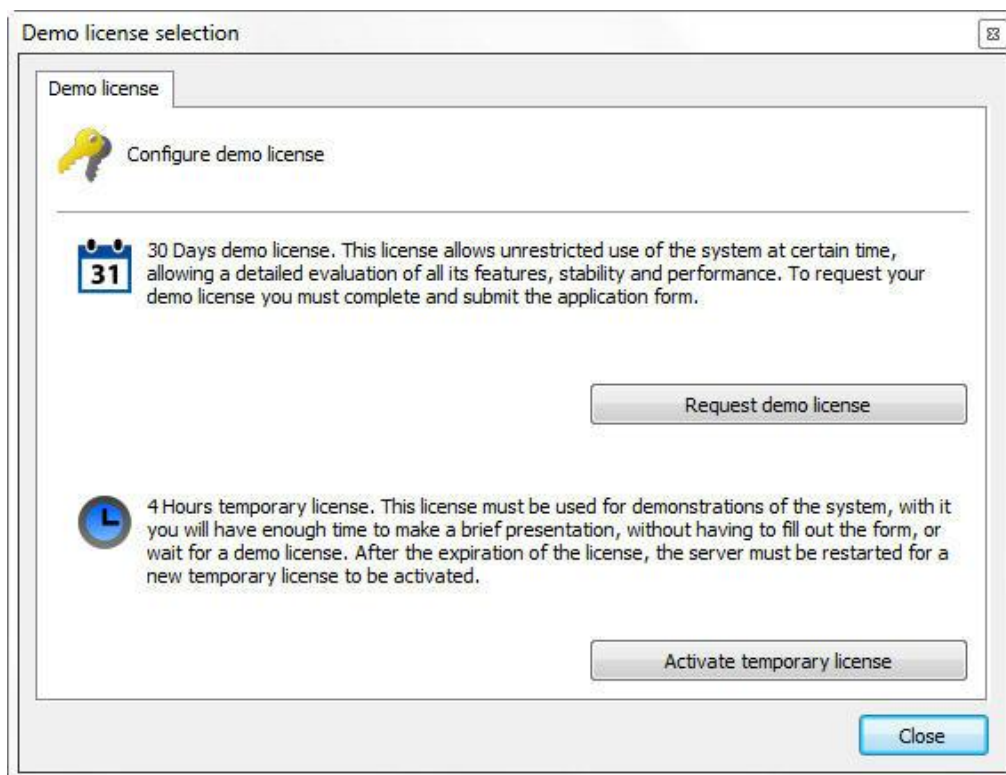 Demo license selection
Demo license
Configure demo license
31
30 Days demo license. This license allows unrestricted use of the system at certain time,
allowing a detailed evaluation of all its features, stability and performance. To request your
demo license you must complete and submit the application form.
Request demo license
4 Hours temporary license. This license must be used for demonstrations of the system, with it
you will have enough time to make a brief presentation, without having to fill out the form, or
wait for a demo license. After the expiration of the license, the server must be restarted for a
new temporary license to be activated.
Activate temporary license
Close